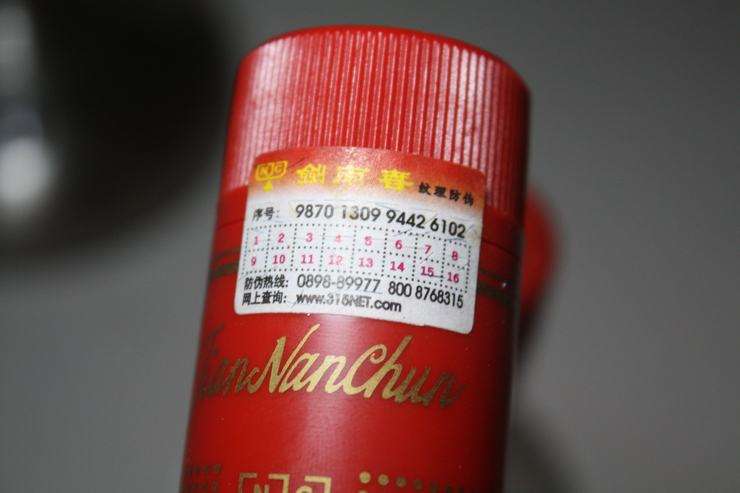 NC 劍南春 纹理防伪
序号: 9870 1309 9442 6102
1 2 3 4 5 6 7 8
9 10 11 12 13 14 15 16
防伪热线: 0898-89977 800 8768315
网上查询: www.315NET.com
NanChun
N C